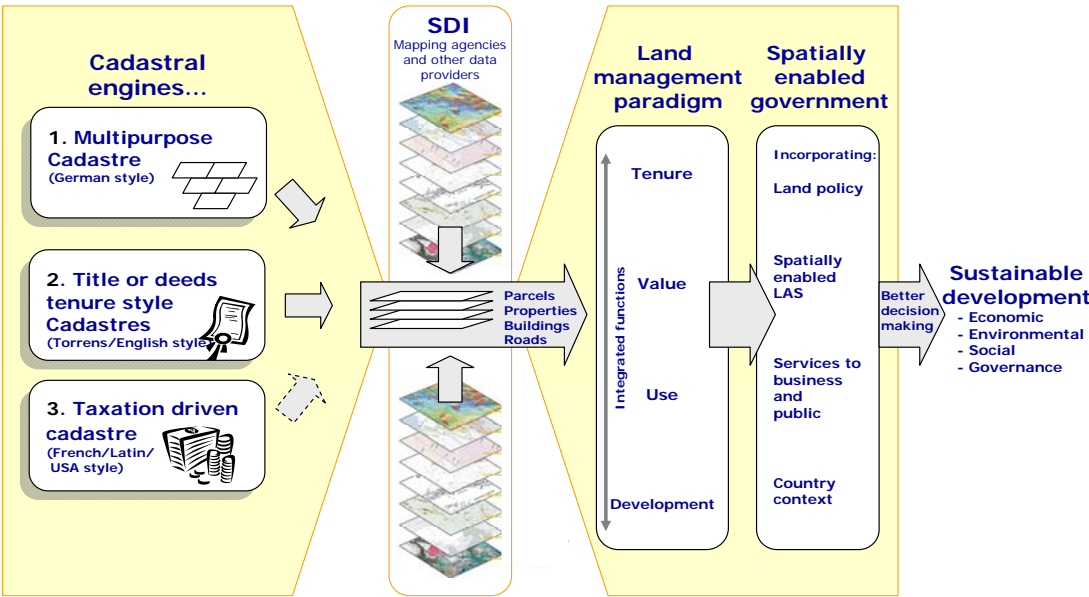 Cadastral
engines...
1. Multipurpose
Cadastre
(German style)
2. Title or deeds
tenure style
Cadastres
(Torrens/English style
3. Taxation driven
cadastre
(French/Latin/
USA style)
SDI
Mapping agencies
and other data
providers
Parcels
Properties
Buildings
Roads
Land
management
paradigm
Integrated functions
Tenure
Value
Use
Development
Spatially
enabled
government
Incorporating:
Land policy
Spatially
enabled
LAS
Services to
business
and
public
Country
context
Better
decision
making
Sustainable
development
- Economic
- Environmental
- Social
- Governance